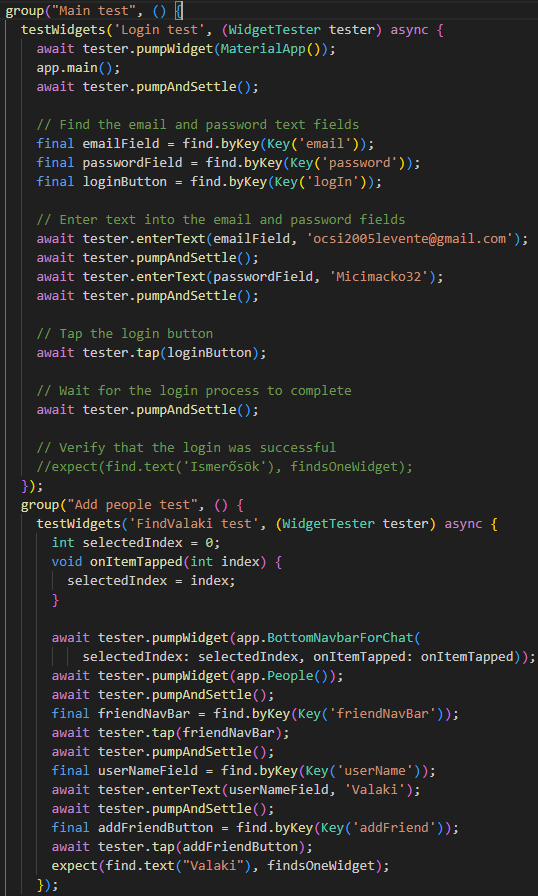 group("Main test", () {
testWidgets('Login test', (WidgetTester tester) async {
await tester.pumpWidget(MaterialApp());
app.main();
await tester.pumpAndSettle();
// Find the email and password text fields
final emailField = find.byKey(Key('email'));
final passwordField = find.byKey(Key('password'));
final loginButton = find.byKey(Key('logIn'));
// Enter text into the email and password fields
await tester.enterText(emailField, 'ocsi2005levente@gmail.com');
await tester.pumpAndSettle();
await tester.enterText(passwordField, 'Micimacko32');
await tester.pumpAndSettle();
// Tap the login button
await tester.tap(loginButton);
// Wait for the login process to complete
await tester.pumpAndSettle();
// Verify that the login was successful
//expect(find.text('Ismerősök'), findsOneWidget);
});
group("Add people test", () {
testWidgets('FindValaki test', (WidgetTester tester) async {
int selectedIndex = 0;
void onItemTapped(int index) {
selectedIndex = index;
}
await tester.pumpWidget(app.BottomNavbarForChat(
selectedIndex: selectedIndex, onItemTapped: onItemTapped));
await tester.pumpWidget(app.People());
await tester.pumpAndSettle();
final friendNavBar = find.byKey(Key('friendNavBar'));
await tester.tap(friendNavBar);
await tester.pumpAndSettle();
final userNameField = find.byKey(Key('userName'));
await tester.enterText(userNameField, 'Valaki');
await tester.pumpAndSettle();
final addFriendButton = find.byKey(Key('addFriend'));
await tester.tap(addFriendButton);
expect(find.text("Valaki"), findsOneWidget);
});